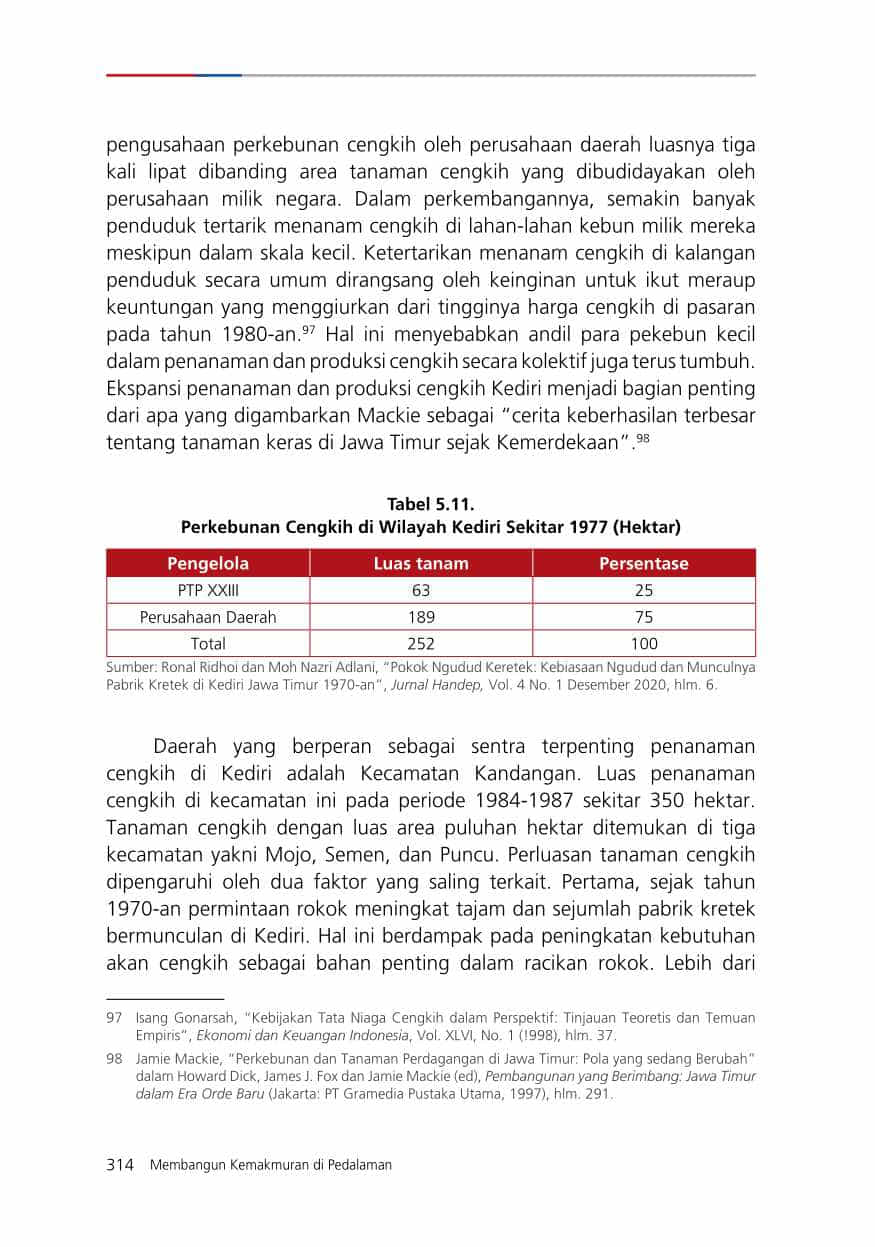 pengusahaan perkebunan cengkih oleh perusahaan daerah luasnya tiga
kali lipat dibanding area tanaman cengkih yang dibudidayakan oleh
perusahaan milik negara. Dalam perkembangannya, semakin banyak
penduduk tertarik menanam cengkih di lahan-lahan kebun milik mereka
meskipun dalam skala kecil. Ketertarikan menanam cengkih di kalangan
penduduk secara umum dirangsang oleh keinginan untuk ikut meraup
keuntungan yang menggiurkan dari tingginya harga cengkih di pasaran
pada tahun 1980-an.⁹⁷ Hal ini menyebabkan andil para pekebun kecil
dalam penanaman dan produksi cengkih secara kolektif juga terus tumbuh.
Ekspansi penanaman dan produksi cengkih Kediri menjadi bagian penting
dari apa yang digambarkan Mackie sebagai “cerita keberhasilan terbesar
tentang tanaman keras di Jawa Timur sejak Kemerdekaan”.⁹⁸
Tabel 5.11.
Perkebunan Cengkih di Wilayah Kediri Sekitar 1977 (Hektar)
Pengelola Luas tanam Persentase
PTP XXIII 63 25
Perusahaan Daerah 189 75
Total 252 100
Sumber: Ronal Ridhoi dan Moh Nazri Adlani, “Pokok Ngudud Keretek: Kebiasaan Ngudud dan Munculnya
Pabrik Kretek di Kediri Jawa Timur 1970-an”, Jurnal Handep, Vol. 4 No. 1 Desember 2020, hlm. 6.
Daerah yang berperan sebagai sentra terpenting penanaman
cengkih di Kediri adalah Kecamatan Kandangan. Luas penanaman
cengkih di kecamatan ini pada periode 1984-1987 sekitar 350 hektar.
Tanaman cengkih dengan luas area puluhan hektar ditemukan di tiga
kecamatan yakni Mojo, Semen, dan Puncu. Perluasan tanaman cengkih
dipengaruhi oleh dua faktor yang saling terkait. Pertama, sejak tahun
1970-an permintaan rokok meningkat tajam dan sejumlah pabrik kretek
bermunculan di Kediri. Hal ini berdampak pada peningkatan kebutuhan
akan cengkih sebagai bahan penting dalam racikan rokok. Lebih dari
97 Isang Gonarsah, “Kebijakan Tata Niaga Cengkih dalam Perspektif: Tinjauan Teoretis dan Temuan
Empiris”, Ekonomi dan Keuangan Indonesia, Vol. XLVI, No. 1 (!998), hlm. 37.
98 Jamie Mackie, “Perkebunan dan Tanaman Perdagangan di Jawa Timur: Pola yang sedang Berubah”
dalam Howard Dick, James J. Fox dan Jamie Mackie (ed), Pembangunan yang Berimbang: Jawa Timur
dalam Era Orde Baru (Jakarta: PT Gramedia Pustaka Utama, 1997), hlm. 291.
314 Membangun Kemakmuran di Pedalaman